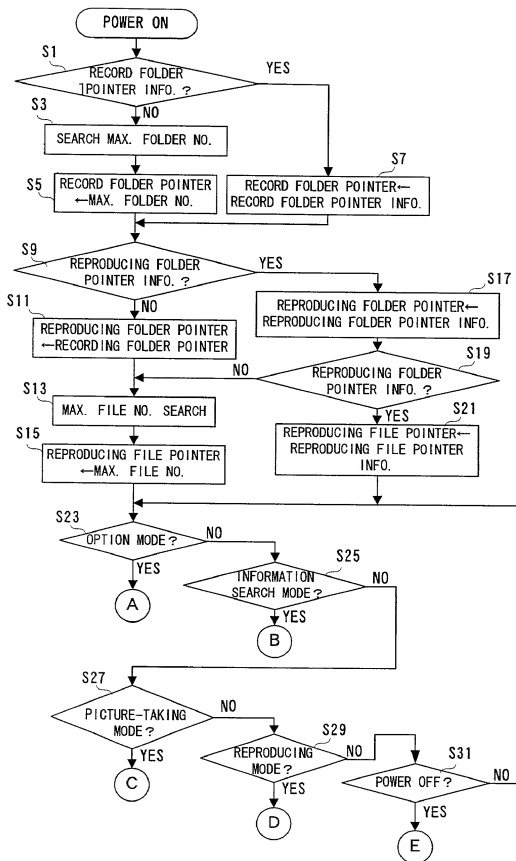 POWER ON
S1
RECORD FOLDER
POINTER INFO.?
YES
NO
S3
SEARCH MAX. FOLDER NO.
S5
RECORD FOLDER POINTER
←MAX. FOLDER NO.
S7
RECORD FOLDER POINTER←
RECORD FOLDER POINTER INFO.
S9
REPRODUCING FOLDER
POINTER INFO.?
YES
NO
S11
REPRODUCING FOLDER POINTER
←RECORDING FOLDER POINTER
S17
REPRODUCING FOLDER POINTER←
REPRODUCING FOLDER POINTER INFO.
S19
REPRODUCING FOLDER
POINTER INFO.?
NO
YES
S13
MAX. FILE NO. SEARCH
S15
REPRODUCING FILE POINTER
←MAX. FILE NO.
S21
REPRODUCING FILE POINTER←
REPRODUCING FILE POINTER
INFO.
S23
OPTION MODE?
NO
YES
A
S25
INFORMATION
SEARCH MODE?
NO
YES
B
S27
PICTURE-TAKING
MODE?
NO
YES
C
S29
REPRODUCING
MODE?
NO
YES
D
S31
POWER OFF?
NO
YES
E